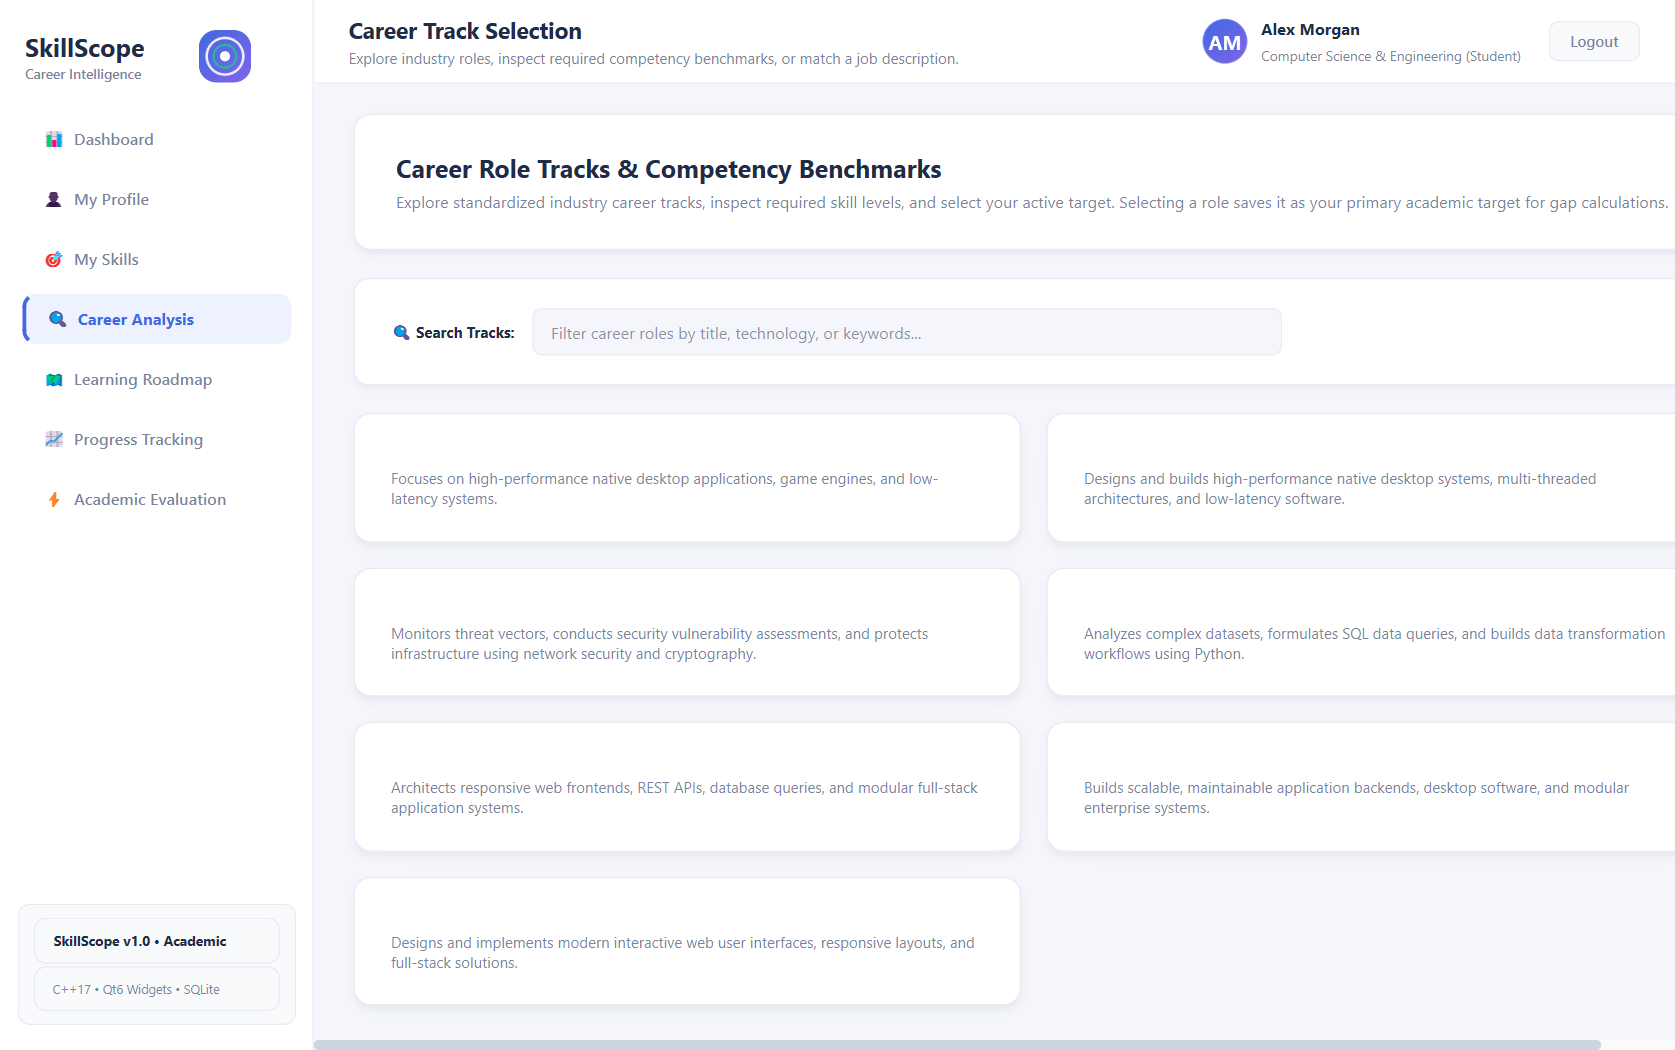 SkillScope
Career Intelligence
Dashboard
My Profile
My Skills
Career Analysis
Learning Roadmap
Progress Tracking
Academic Evaluation
SkillScope v1.0 • Academic
C++17 • Qt6 Widgets • SQLite
Career Track Selection
Explore industry roles, inspect required competency benchmarks, or match a job description.
AM
Alex Morgan
Computer Science & Engineering (Student)
Logout
Career Role Tracks & Competency Benchmarks
Explore standardized industry career tracks, inspect required skill levels, and select your active target. Selecting a role saves it as your primary academic target for gap calculations.
Search Tracks:
Filter career roles by title, technology, or keywords...
Focuses on high-performance native desktop applications, game engines, and low-
latency systems.
Designs and builds high-performance native desktop systems, multi-threaded
architectures, and low-latency software.
Monitors threat vectors, conducts security vulnerability assessments, and protects
infrastructure using network security and cryptography.
Analyzes complex datasets, formulates SQL data queries, and builds data transformation
workflows using Python.
Architects responsive web frontends, REST APIs, database queries, and modular full-stack
application systems.
Builds scalable, maintainable application backends, desktop software, and modular
enterprise systems.
Designs and implements modern interactive web user interfaces, responsive layouts, and
full-stack solutions.